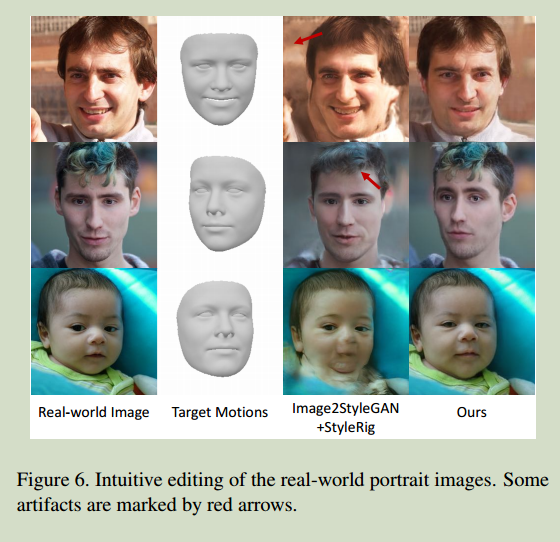 Real-world Image
Target Motions
Image2StyleGAN
+StyleRig
Ours
Figure 6. Intuitive editing of the real-world portrait images. Some
artifacts are marked by red arrows.